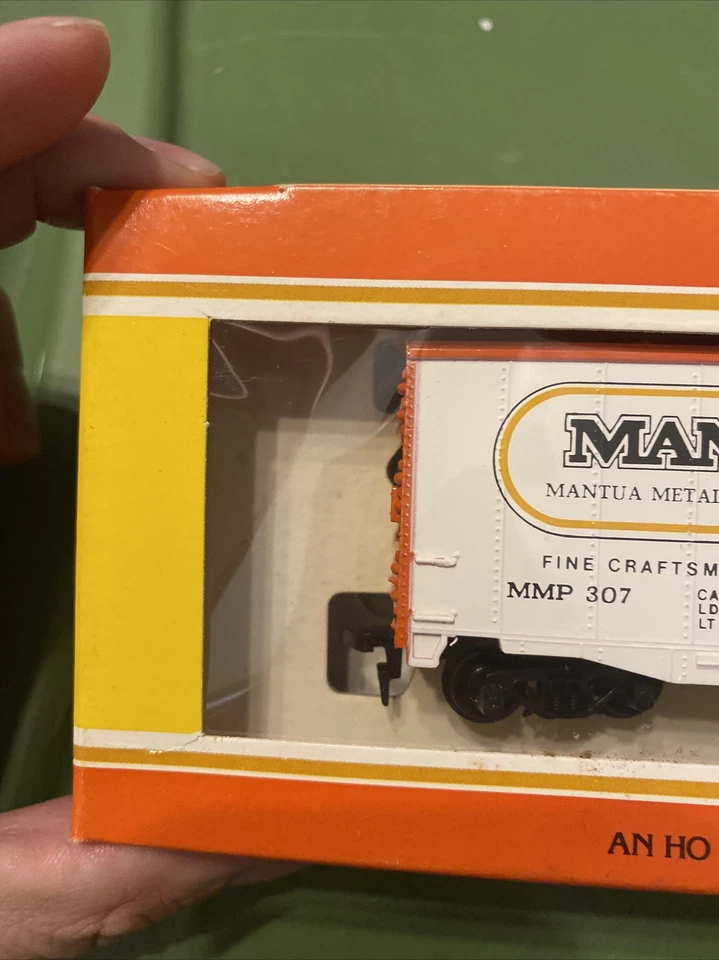 MAN
MANTUA METAL
FINE CRAFTSM
MMP 307
CA
LD
LT
AN HO